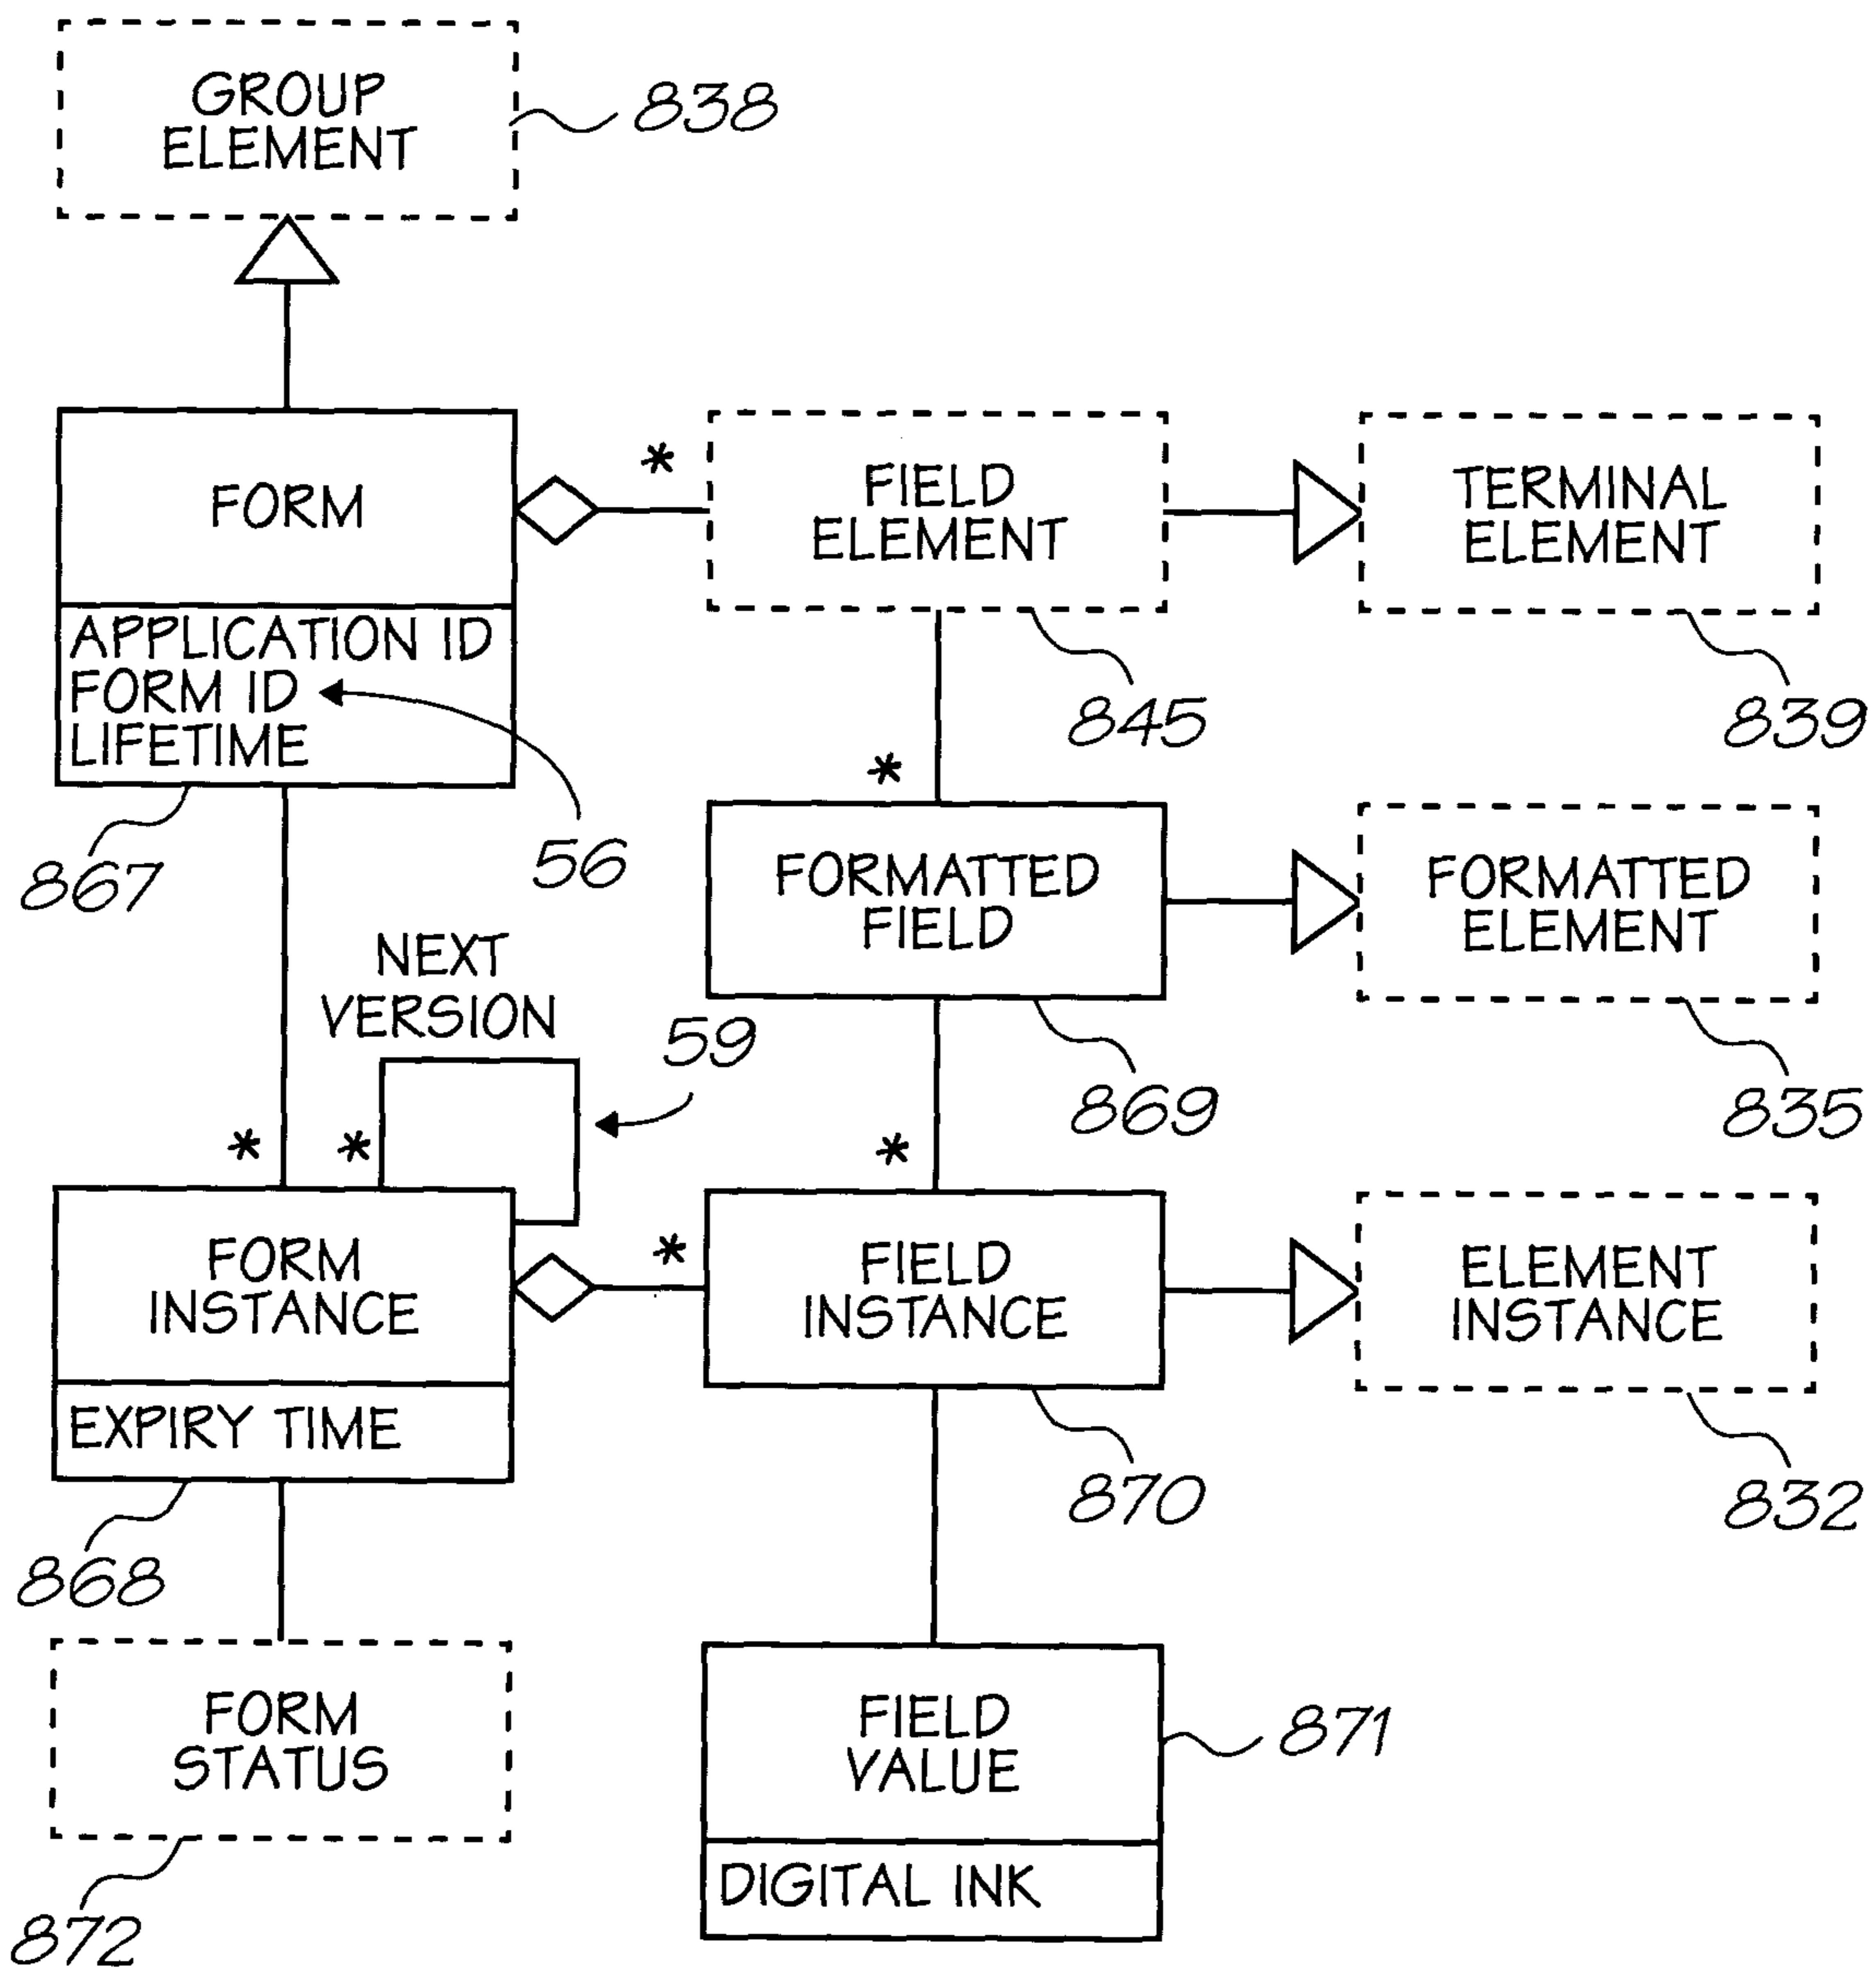 GROUP
ELEMENT
838
FORM
*
FIELD
ELEMENT
TERMINAL
ELEMENT
APPLICATION ID
FORM ID
LIFETIME
845
839
*
867
56
FORMATTED
FIELD
FORMATTED
ELEMENT
NEXT
VERSION
59
869
835
*
*
*
FORM
INSTANCE
*
FIELD
INSTANCE
ELEMENT
INSTANCE
EXPIRY TIME
870
832
868
FORM
STATUS
FIELD
VALUE
871
DIGITAL INK
872